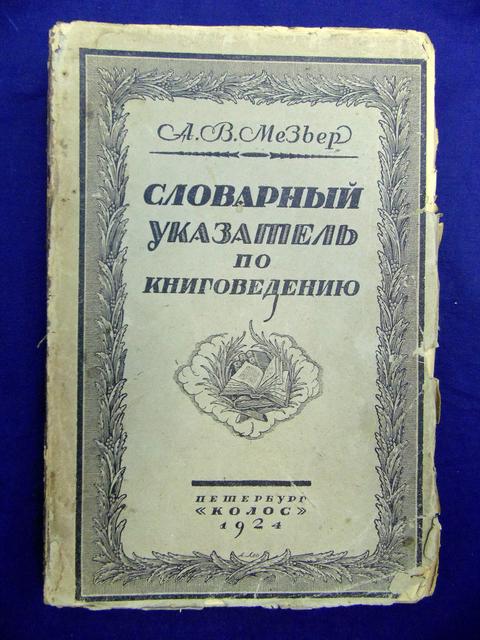 А. В. Мезьер
СЛОВАРНЫЙ
УКАЗАТЕЛЬ
ПО
КНИГОВЕДЕНИЮ
ПЕТЕРБУРГ
«КОЛОС»
1924